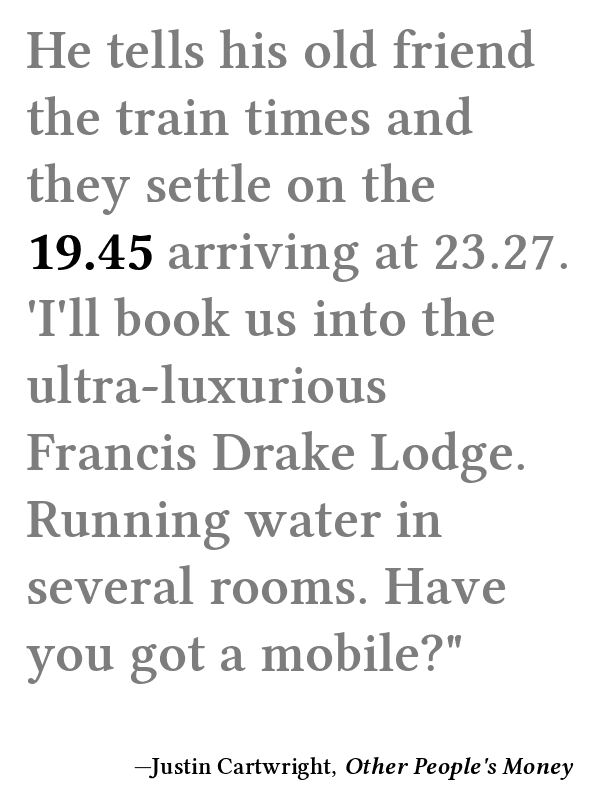 He tells his old friend
the train times and
they settle on the
19.45 arriving at 23.27.
'I'll book us into the
ultra-luxurious
Francis Drake Lodge.
Running water in
several rooms. Have
you got a mobile?"
—Justin Cartwright, Other People's Money